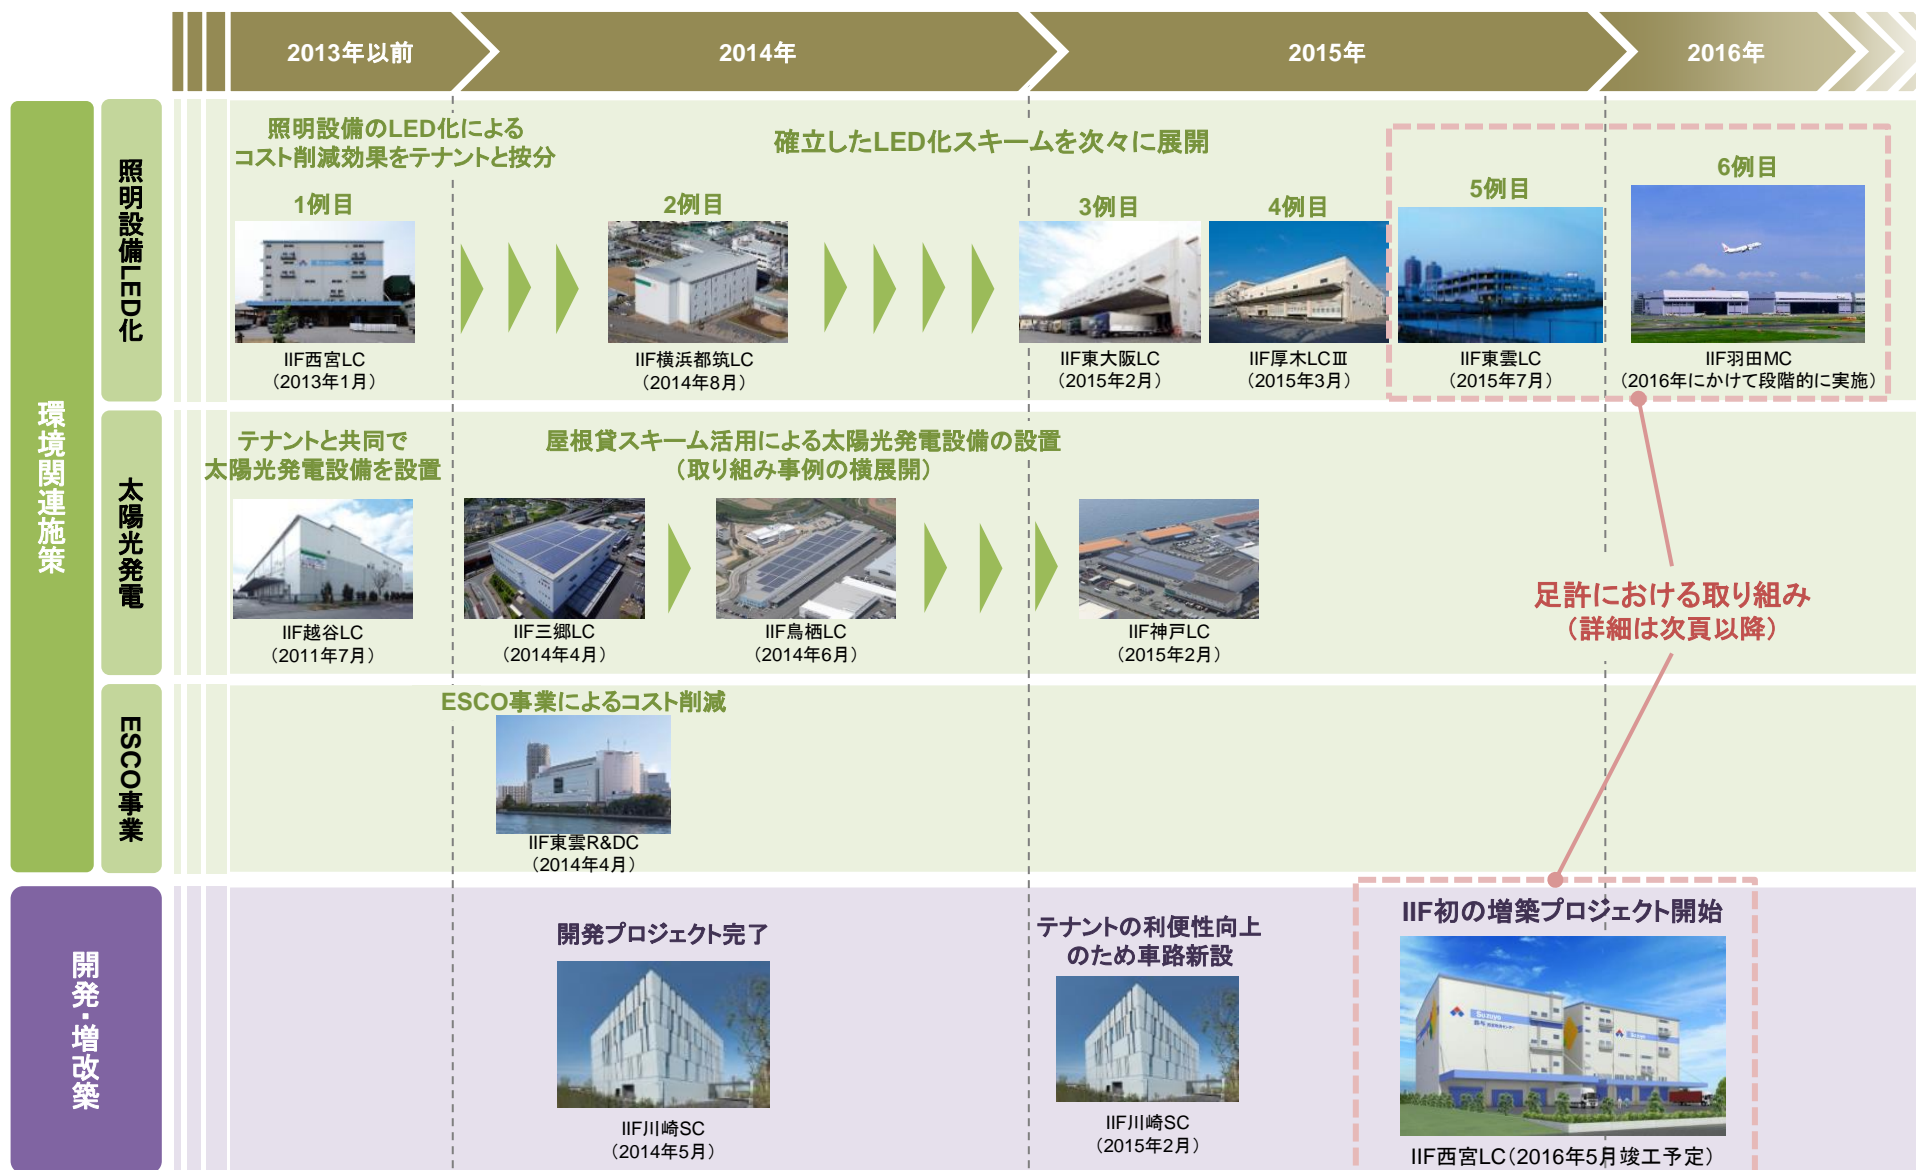 2013年以前
2014年
2015年
2016年
環境関連施策
照明設備LED化
照明設備のLED化による
コスト削減効果をテナントと按分
確立したLED化スキームを次々に展開
1例目
2例目
3例目
4例目
5例目
6例目
IIF西宮LC
（2013年1月）
IIF横浜都筑LC
（2014年8月）
IIF東大阪LC
（2015年2月）
IIF厚木LCⅢ
（2015年3月）
IIF東雲LC
（2015年7月）
IIF羽田MC
（2016年にかけて段階的に実施）
太陽光発電
テナントと共同で
太陽光発電設備を設置
屋根貸スキーム活用による太陽光発電設備の設置
（取り組み事例の横展開）
IIF越谷LC
（2011年7月）
IIF三郷LC
（2014年4月）
IIF鳥栖LC
（2014年6月）
IIF神戸LC
（2015年2月）
足許における取り組み
（詳細は次頁以降）
ESCO事業
ESCO事業によるコスト削減
IIF東雲R&DC
（2014年4月）
開発・増改築
開発プロジェクト完了
IIF川崎SC
（2014年5月）
テナントの利便性向上
のため車路新設
IIF川崎SC
（2015年2月）
IIF初の増築プロジェクト開始
IIF西宮LC（2016年5月竣工予定）